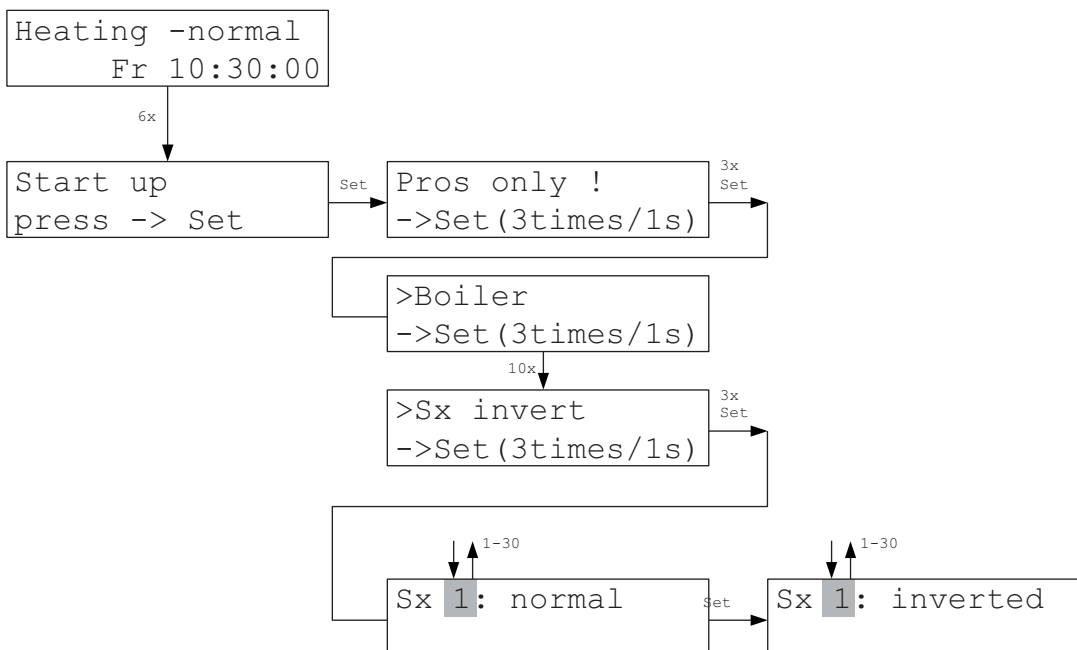 Heating -normal
Fr 10:30:00
6x
Start up
press -> Set
Set
Pros only !
->Set(3times/1s)
3x
Set
>Boiler
->Set(3times/1s)
10x
>Sx invert
->Set(3times/1s)
3x
Set
1-30
Sx 1: normal
Set
1-30
Sx 1: inverted